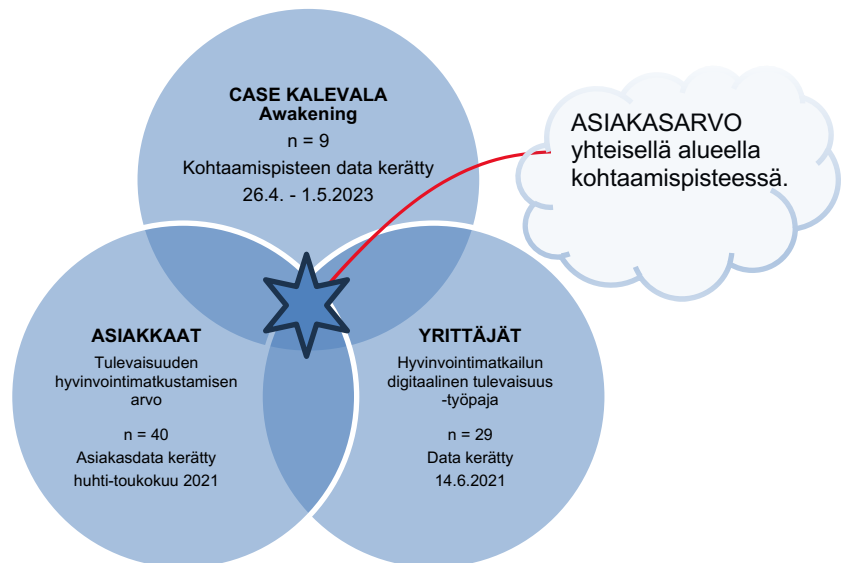 CASE KALEVALA
Awakening
n = 9
Kohtaamispisteen data kerätty
26.4. - 1.5.2023
ASIAKASARVO
yhteisellä alueella
kohtaamispisteessä.
ASIAKKAAT
Tulevaisuuden
hyvinvointimatkustamisen
arvo
n = 40
Asiakasdata kerätty
huhti-toukokuu 2021
YRITTÄJÄT
Hyvinvointimatkailun
digitaalinen tulevaisuus
-työpaja
n = 29
Data kerätty
14.6.2021